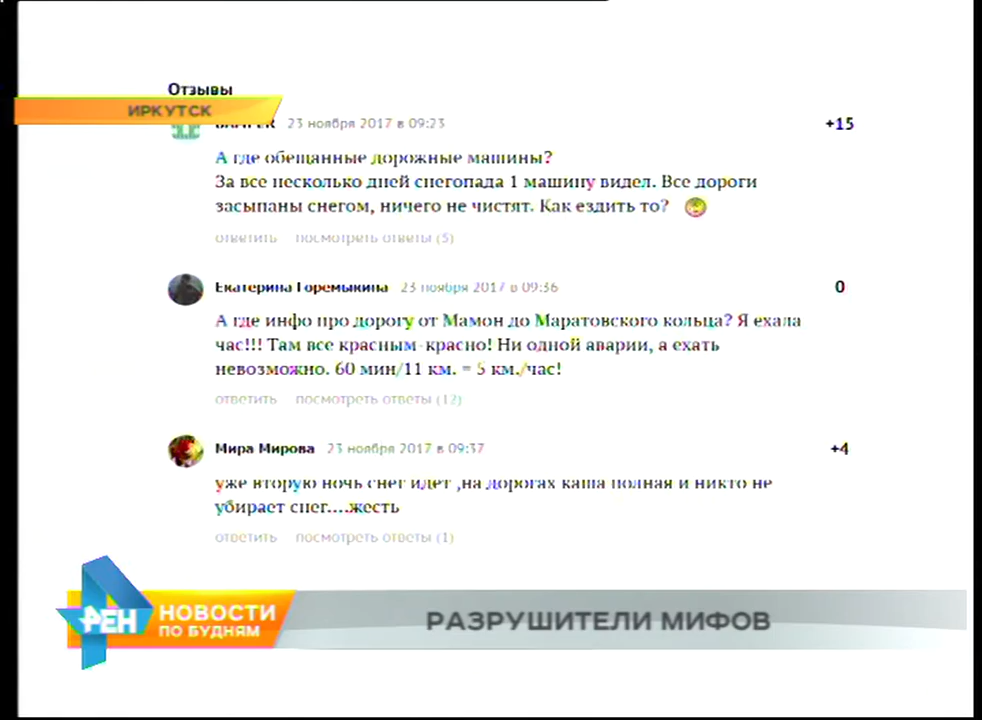 Отзывы
ИРКУТСК
23 ноября 2017 в 09:23
+15
А где обещанные дорожные машины?
За все несколько дней снегопада 1 машину видел. Все дороги
засыпаны снегом, ничего не чистят. Как ездить то?
ответить посмотреть ответы (5)
Екатерина Горемыкина 23 ноября 2017 в 09:36
0
А где инфо про дорогу от Мамон до Маратовского кольца? Я ехала
час!!! Там все красным-красно! Ни одной аварии, а ехать
невозможно. 60 мин/11 км. = 5 км./час!
ответить посмотреть ответы (12)
Мира Мирова 23 ноября 2017 в 09:37
+4
уже вторую ночь снег идет ,на дорогах каша полная и никто не
убирает снег....жесть
ответить посмотреть ответы (1)
РЕН
НОВОСТИ
ПО БУДНЯМ
РАЗРУШИТЕЛИ МИФОВ